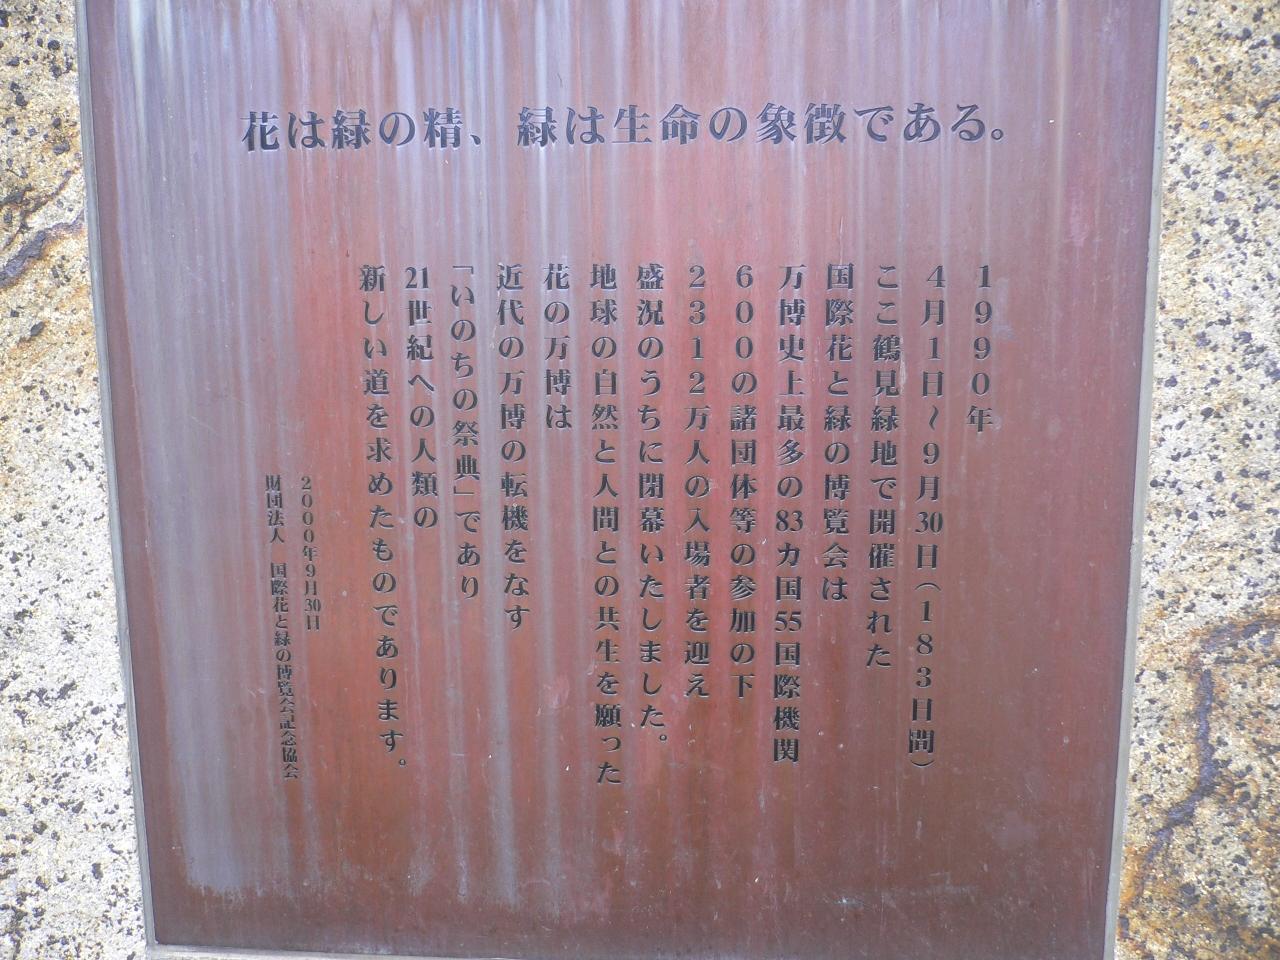 花は緑の精、緑は生命の象徴である。
1990年
4月1日～9月30日（183日間）
ここ鶴見緑地で開催された
国際花と緑の博覧会は
万博史上最多の83カ国55国際機関
600の諸団体等の参加の下
2312万人の入場者を迎え
盛況のうちに閉幕いたしました。
地球の自然と人間との共生を願った
花の万博は
近代の万博の転機をなす
「いのちの祭典」であり
21世紀への人類の
新しい道を求めたものであります。
2000年9月30日
財団法人　国際花と緑の博覧会記念協会